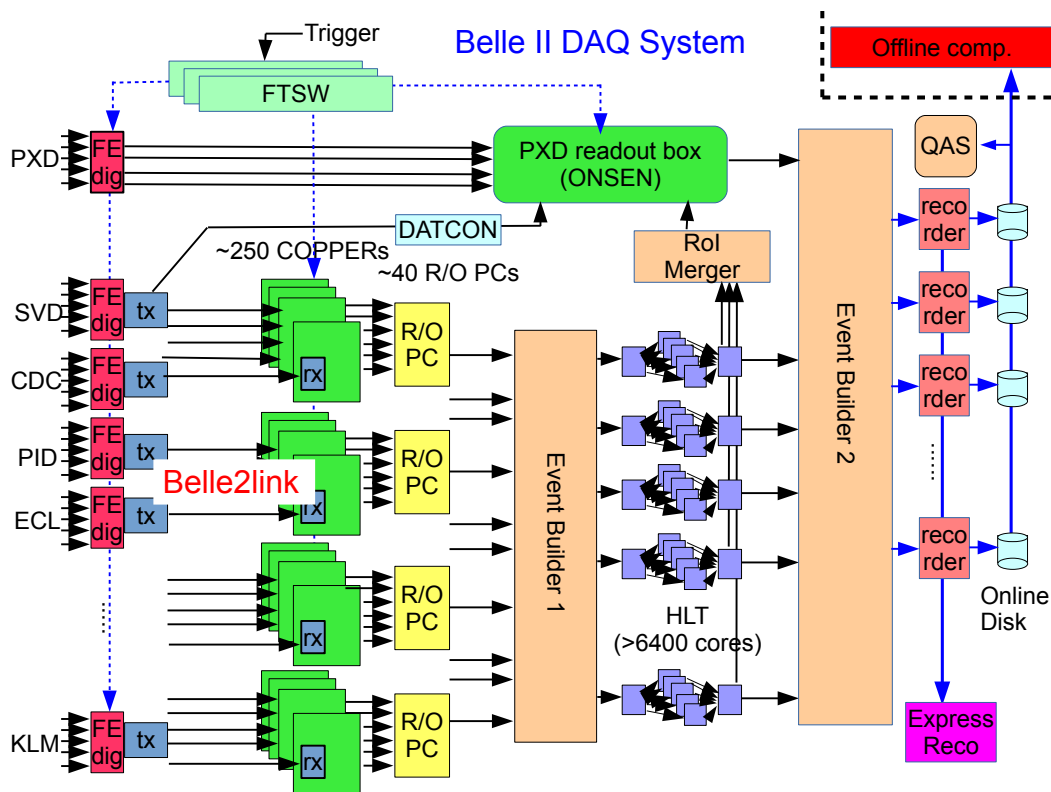 Trigger
Belle II DAQ System
Offline comp.
FTSW
QAS
PXD
FE
dig
PXD readout box
(ONSEN)
DATCON
~250 COPPERs
~40 R/O PCs
RoI
Merger
reco
rder
SVD
FE
dig
tx
R/O
PC
reco
rder
CDC
FE
dig
tx
rx
reco
rder
PID
FE
dig
tx
R/O
PC
Belle2link
rx
ECL
FE
dig
tx
Event Builder 1
Event Builder 2
......
reco
rder
R/O
PC
rx
....
HLT
(>6400 cores)
Online
Disk
KLM
FE
dig
tx
R/O
PC
rx
Express
Reco